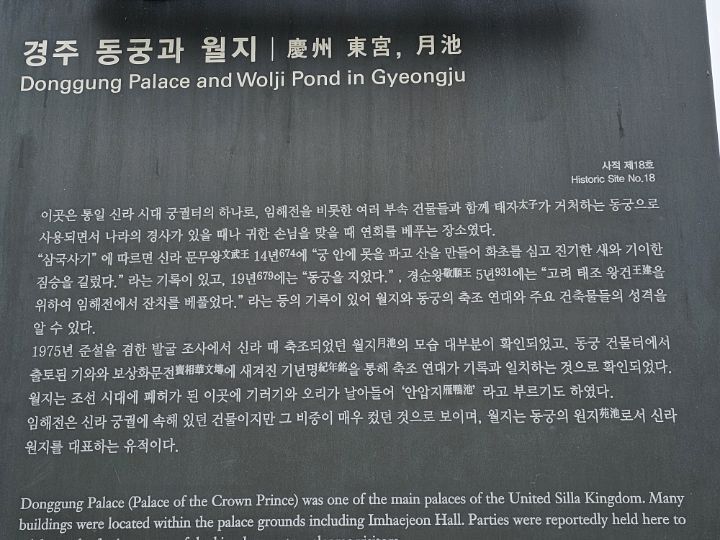 경주 동궁과 월지 | 慶州 東宮, 月池
Donggung Palace and Wolji Pond in Gyeongju
사적 제18호
Historic Site No.18
이곳은 통일 신라 시대 궁궐터의 하나로, 임해전을 비롯한 여러 부속 건물들과 함께 태자太子가 거처하는 동궁으로
사용되면서 나라의 경사가 있을 때나 귀한 손님을 맞을 때 연회를 베푸는 장소였다.
“삼국사기” 에 따르면 신라 문무왕文武王 14년674에 “궁 안에 못을 파고 산을 만들어 화초를 심고 진기한 새와 기이한
짐승을 길렀다.” 라는 기록이 있고, 19년679에는 “동궁을 지었다.” , 경순왕敬順王 5년931에는 “고려 태조 왕건王建을
위하여 임해전에서 잔치를 베풀었다.” 라는 등의 기록이 있어 월지와 동궁의 축조 연대와 주요 건축물들의 성격을
알 수 있다.
1975년 준설을 겸한 발굴 조사에서 신라 때 축조되었던 월지月池의 모습 대부분이 확인되었고, 동궁 건물터에서
출토된 기와와 보상화문전寶相華文塼에 새겨진 기년명紀年銘을 통해 축조 연대가 기록과 일치하는 것으로 확인되었다.
월지는 조선 시대에 폐허가 된 이곳에 기러기와 오리가 날아들어 ‘안압지雁鴨池’ 라고 부르기도 하였다.
임해전은 신라 궁궐에 속해 있던 건물이지만 그 비중이 매우 컸던 것으로 보이며, 월지는 동궁의 원지苑池로서 신라
원지를 대표하는 유적이다.
Donggung Palace (Palace of the Crown Prince) was one of the main palaces of the United Silla Kingdom. Many
buildings were located within the palace grounds including Imhaejeon Hall. Parties were reportedly held here to